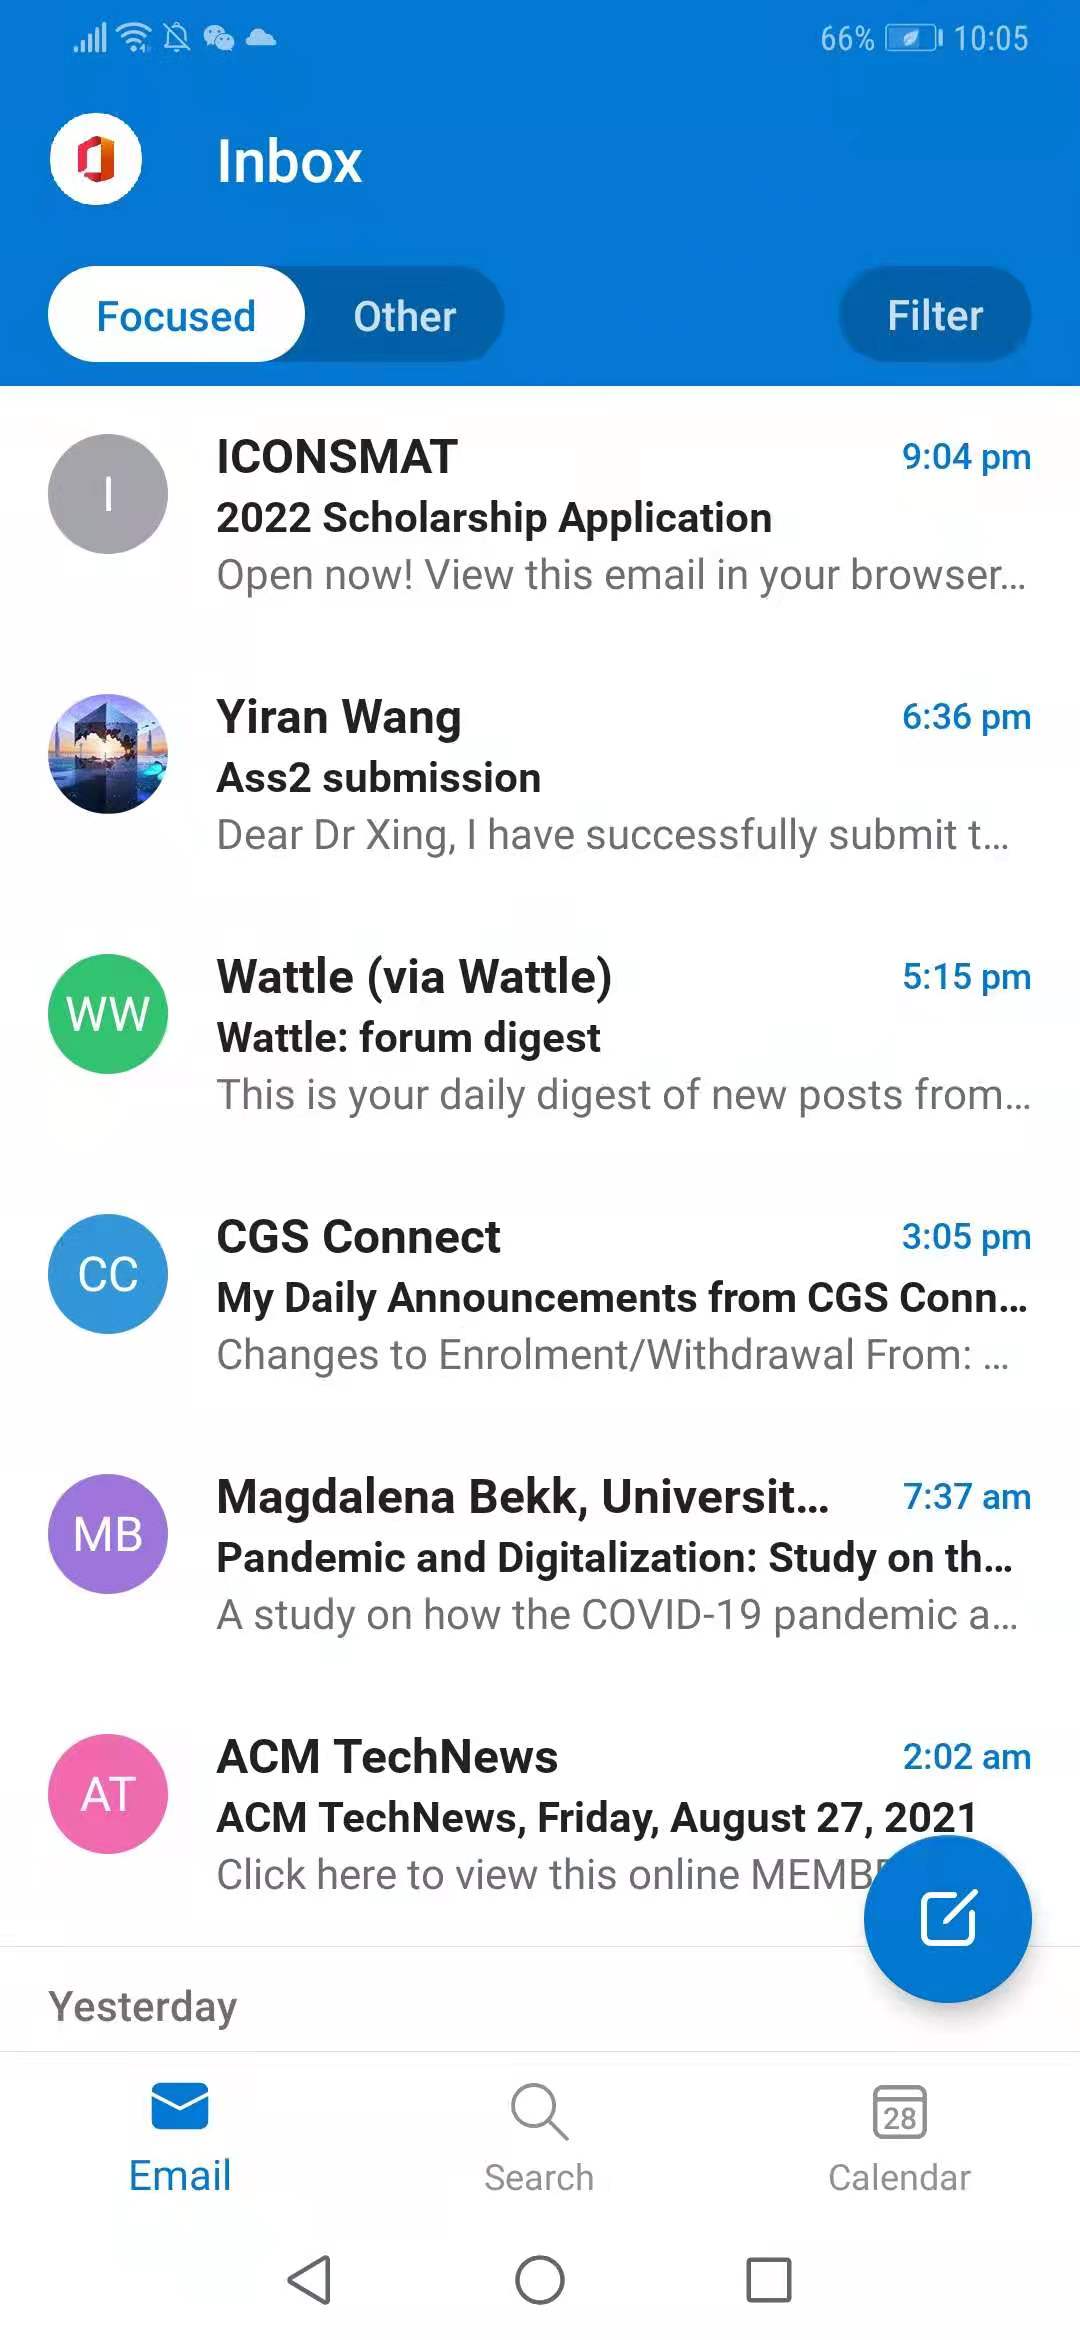 66% 10:05
Inbox
Focused Other Filter
I
ICONSMAT 9:04 pm
2022 Scholarship Application
Open now! View this email in your browser...
Yiran Wang 6:36 pm
Ass2 submission
Dear Dr Xing, I have successfully submit t...
WW
Wattle (via Wattle) 5:15 pm
Wattle: forum digest
This is your daily digest of new posts from...
CC
CGS Connect 3:05 pm
My Daily Announcements from CGS Conn...
Changes to Enrolment/Withdrawal From: ...
MB
Magdalena Bekk, Universit... 7:37 am
Pandemic and Digitalization: Study on th...
A study on how the COVID-19 pandemic a...
AT
ACM TechNews 2:02 am
ACM TechNews, Friday, August 27, 2021
Click here to view this online MEMB
Yesterday
28
Email Search Calendar